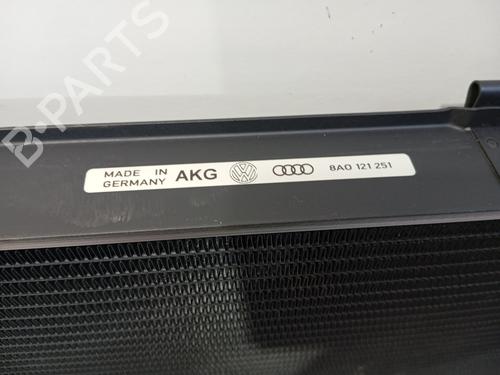 B-PARTS
MADE IN
GERMANY
AKG
8A0 121 251